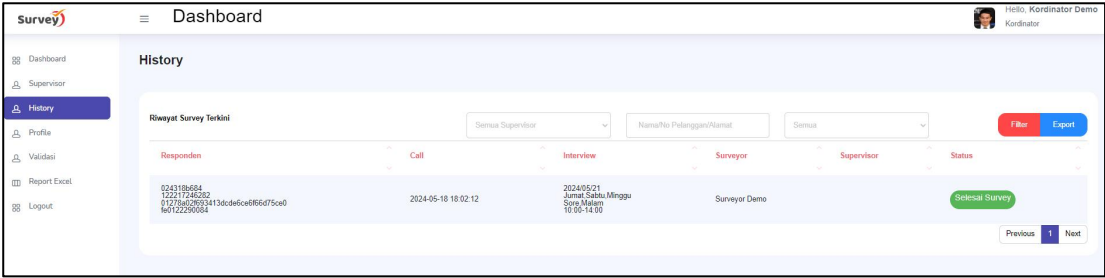 Survey
Dashboard
Hello, Kordinator Demo
Kordinator
Dashboard
Supervisor
History
Profile
Validasi
Report Excel
Logout
History
Riwayat Survey Terkini
Semua Supervisor
Nama/No Pelanggan/Alamat
Semua
Filter
Export
Responden
Call
Interview
Surveyor
Supervisor
Status
024318b684
122217246282
01278a02f693413dcde6ce6f66d75ce0
fe0122290084
2024-05-18 18:02:12
2024/05/21
Jumat,Sabtu,Minggu
Sore,Malam
10:00-14:00
Surveyor Demo
Selesai Survey
Previous 1 Next